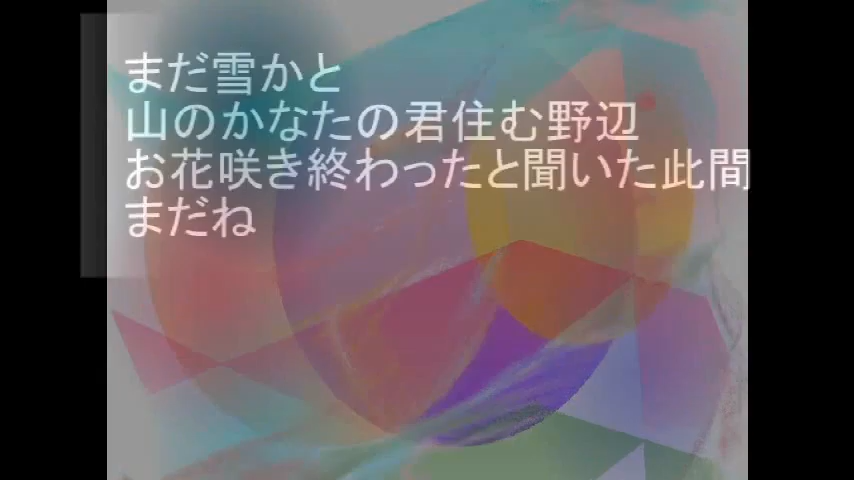 まだ雪かと
山のかなたの君住む野辺
お花咲き終わったと聞いた此間
まだね